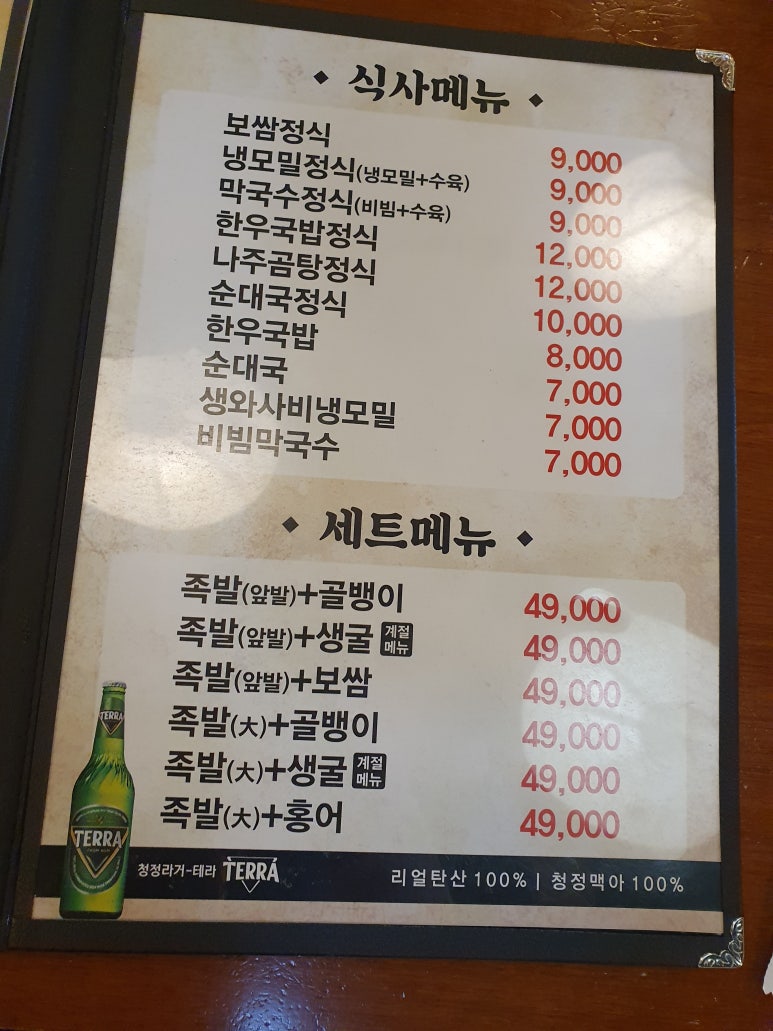 식사메뉴
보쌈정식 9,000
냉모밀정식(냉모밀+수육) 9,000
막국수정식(비빔+수육) 9,000
한우국밥정식 12,000
나주곰탕정식 12,000
순대국정식 10,000
한우국밥 8,000
순대국 7,000
생와사비냉모밀 7,000
비빔막국수 7,000
세트메뉴
족발(앞발)+골뱅이 49,000
족발(앞발)+생굴 계절메뉴 49,000
족발(앞발)+보쌈 49,000
족발(大)+골뱅이 49,000
족발(大)+생굴 계절메뉴 49,000
족발(大)+홍어 49,000
TERRA
TERRA
청정라거-테라 TERRA 리얼탄산 100% | 청정맥아 100%